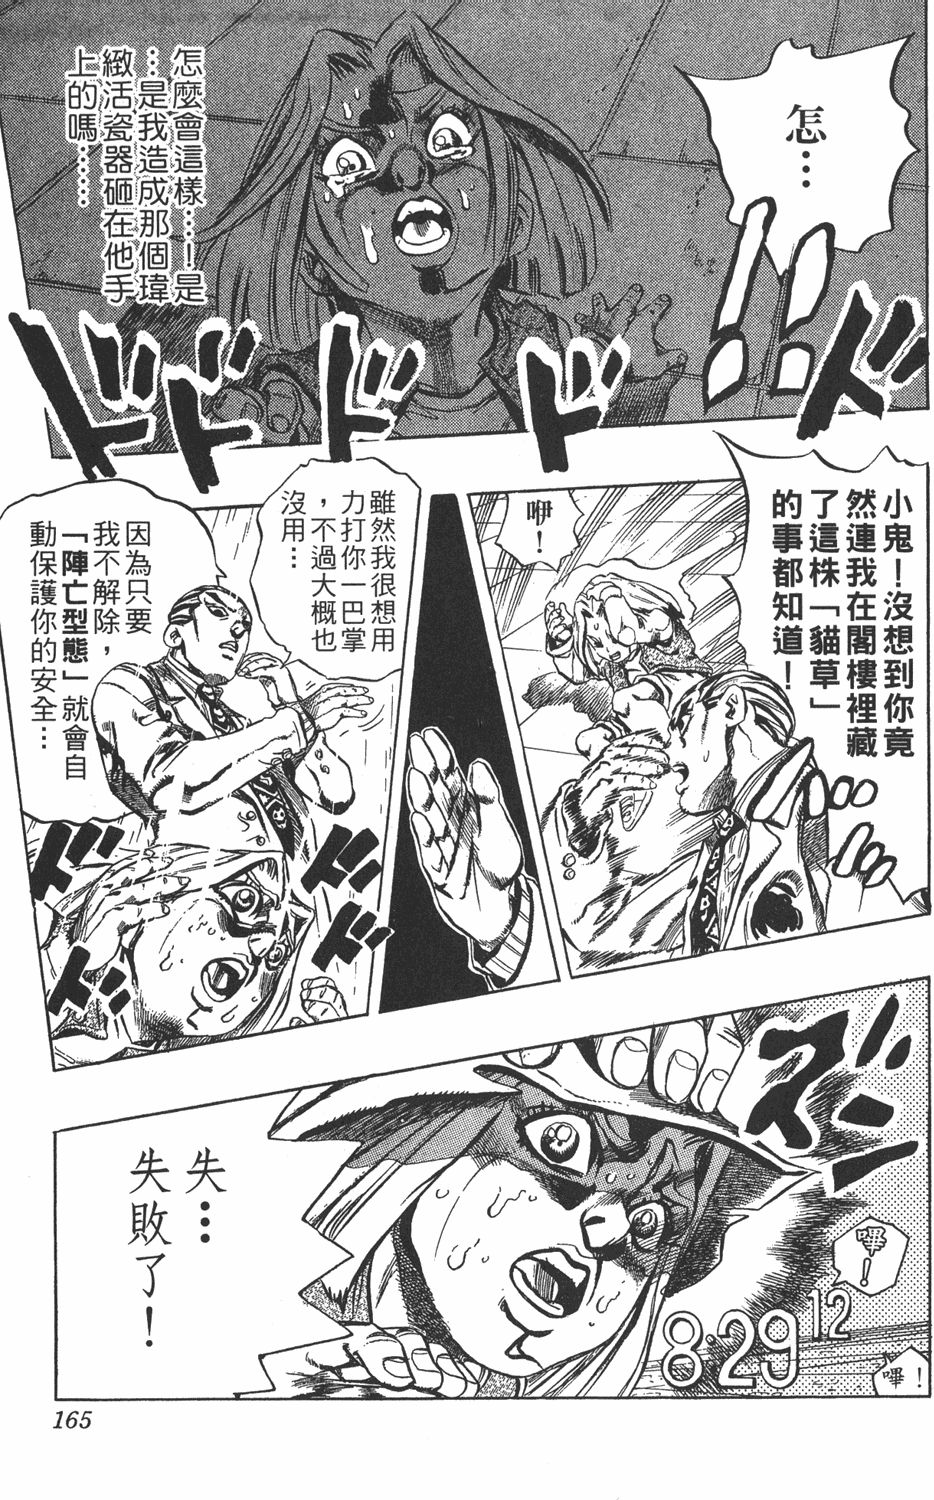 怎…
!!
怎麼會這樣…！是
…是我造成那個瑋
緻活瓷器砸在他手
上的嗎……
ド
ド
ド
ド
ド
小鬼！沒想到你竟
然連我在閣樓裡藏
了這株「貓草」
的事都知道！
咿！
雖然我很想用
力打你一巴掌
，不過大概也
沒用…
因為只要
我不解除，
「陣亡型態」就會自
動保護你的安全…
ド
ド
ド
ド
ズン
失…
失敗了！
嗶！
8:29 12
嗶！
165